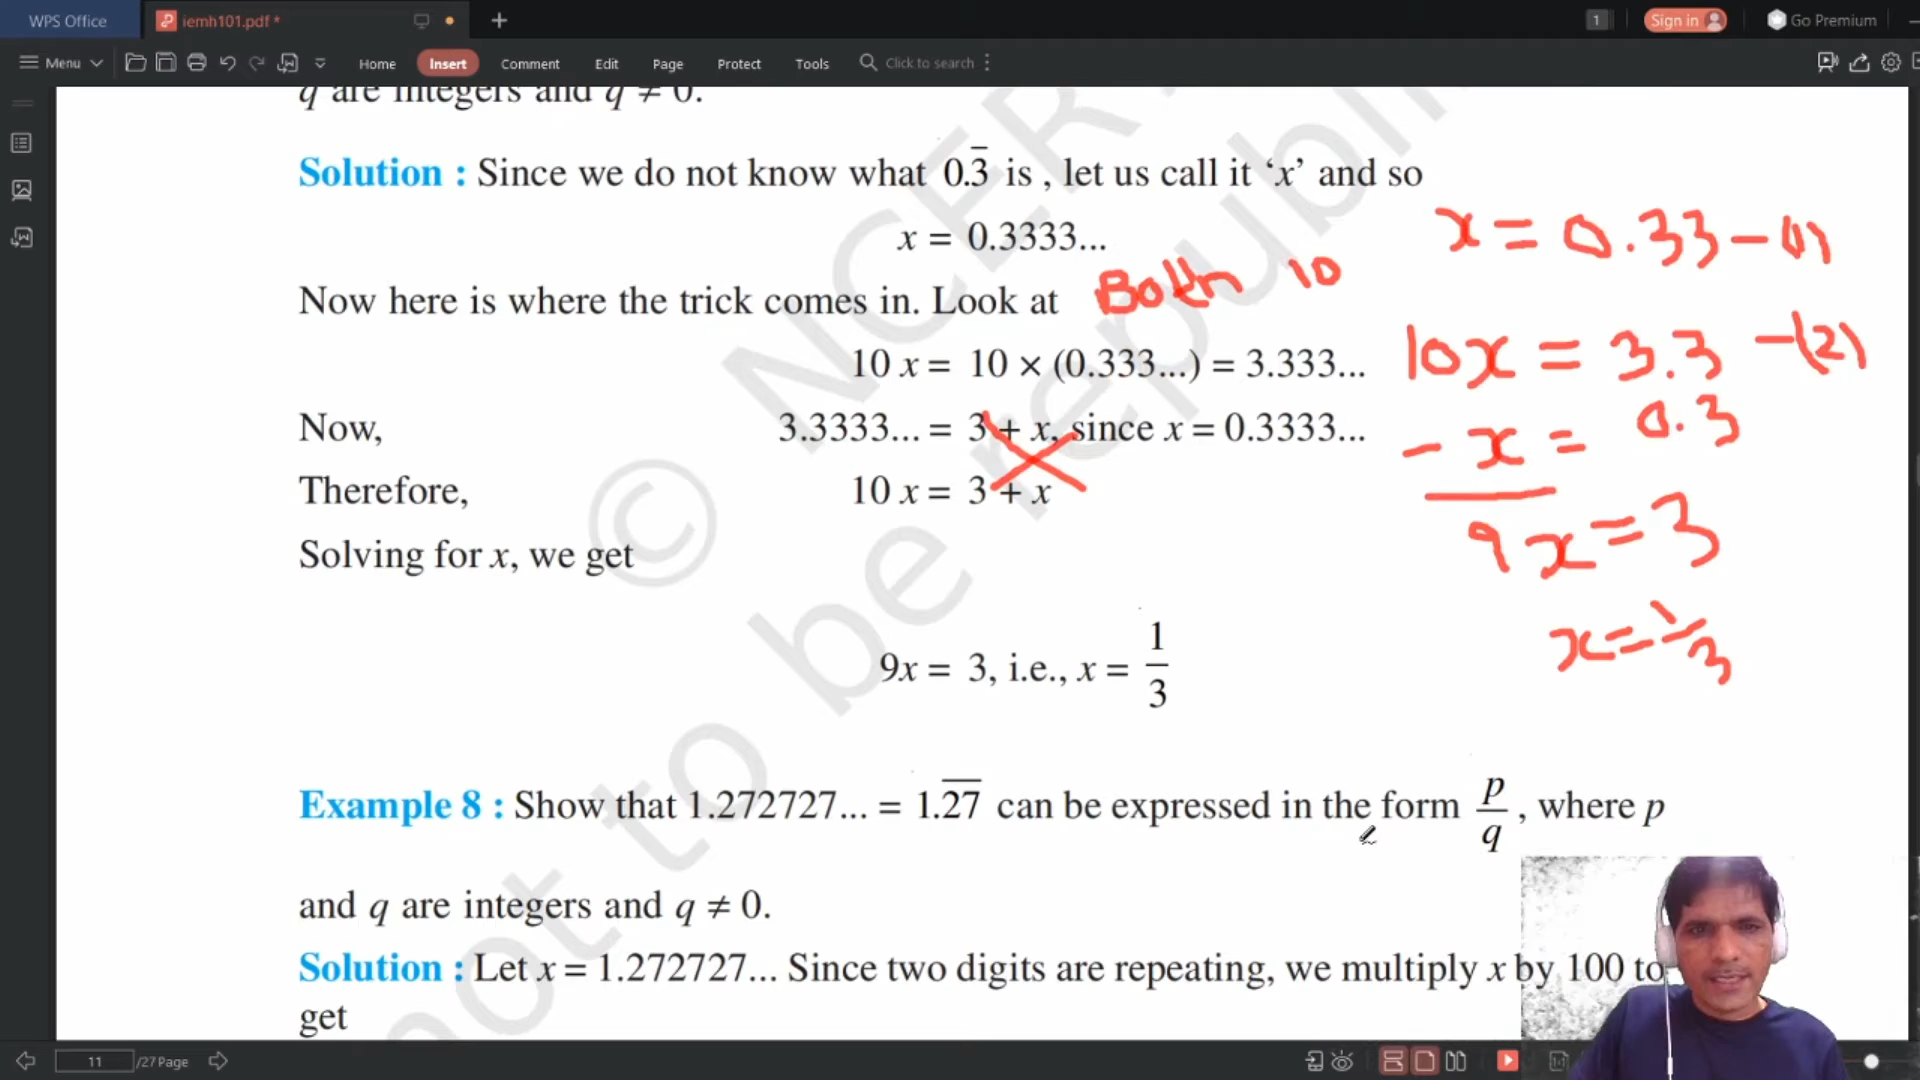 WPS Office iemh101.pdf * 1 Sign in Go Premium
Menu Home Insert Comment Edit Page Protect Tools Click to search
q are integers and q ≠ 0.
Solution : Since we do not know what 0.3̅ is , let us call it ‘x’ and so
x = 0.3333...
x = 0.33 - (1)
Now here is where the trick comes in. Look at
Both 10
10 x = 10 × (0.333...) = 3.333...
10x = 3.3 - (2)
Now, 3.3333... = 3 + x, since x = 0.3333...
- x = 0.3
Therefore, 10 x = 3 + x
9x = 3
Solving for x, we get
9x = 3, i.e., x = 1/3
x = 1/3
Example 8 : Show that 1.272727... = 1.2̅7̅ can be expressed in the form p/q , where p
and q are integers and q ≠ 0.
Solution : Let x = 1.272727... Since two digits are repeating, we multiply x by 100 to
get
© NCER
not to be republi
11 /27 Page